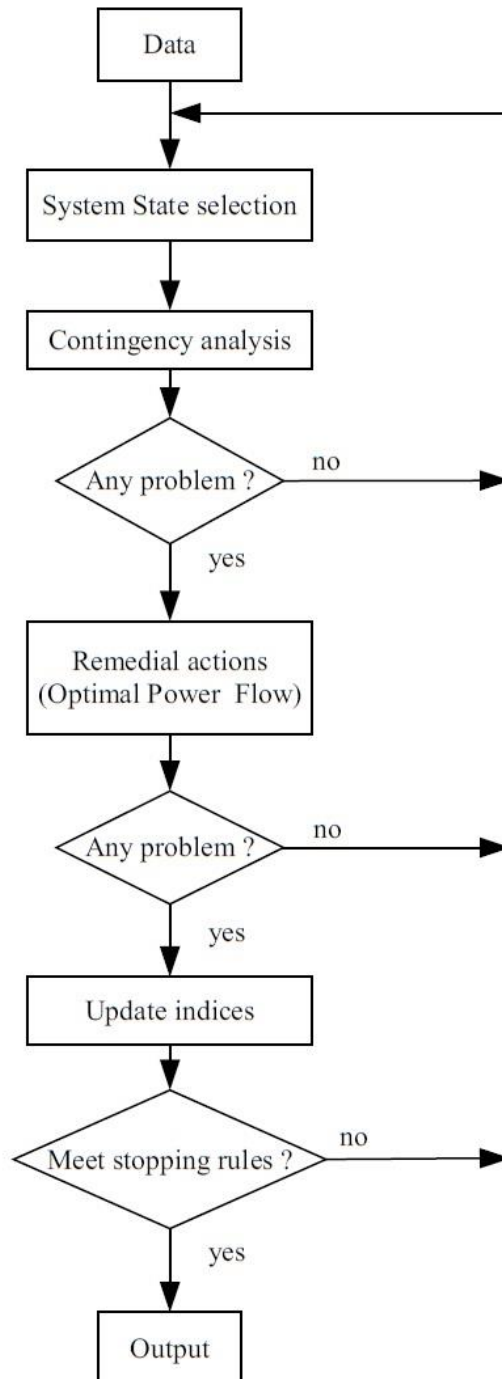 Data
System State selection
Contingency analysis
Any problem ?
no
yes
Remedial actions
(Optimal Power Flow)
Any problem ?
no
yes
Update indices
Meet stopping rules ?
no
yes
Output